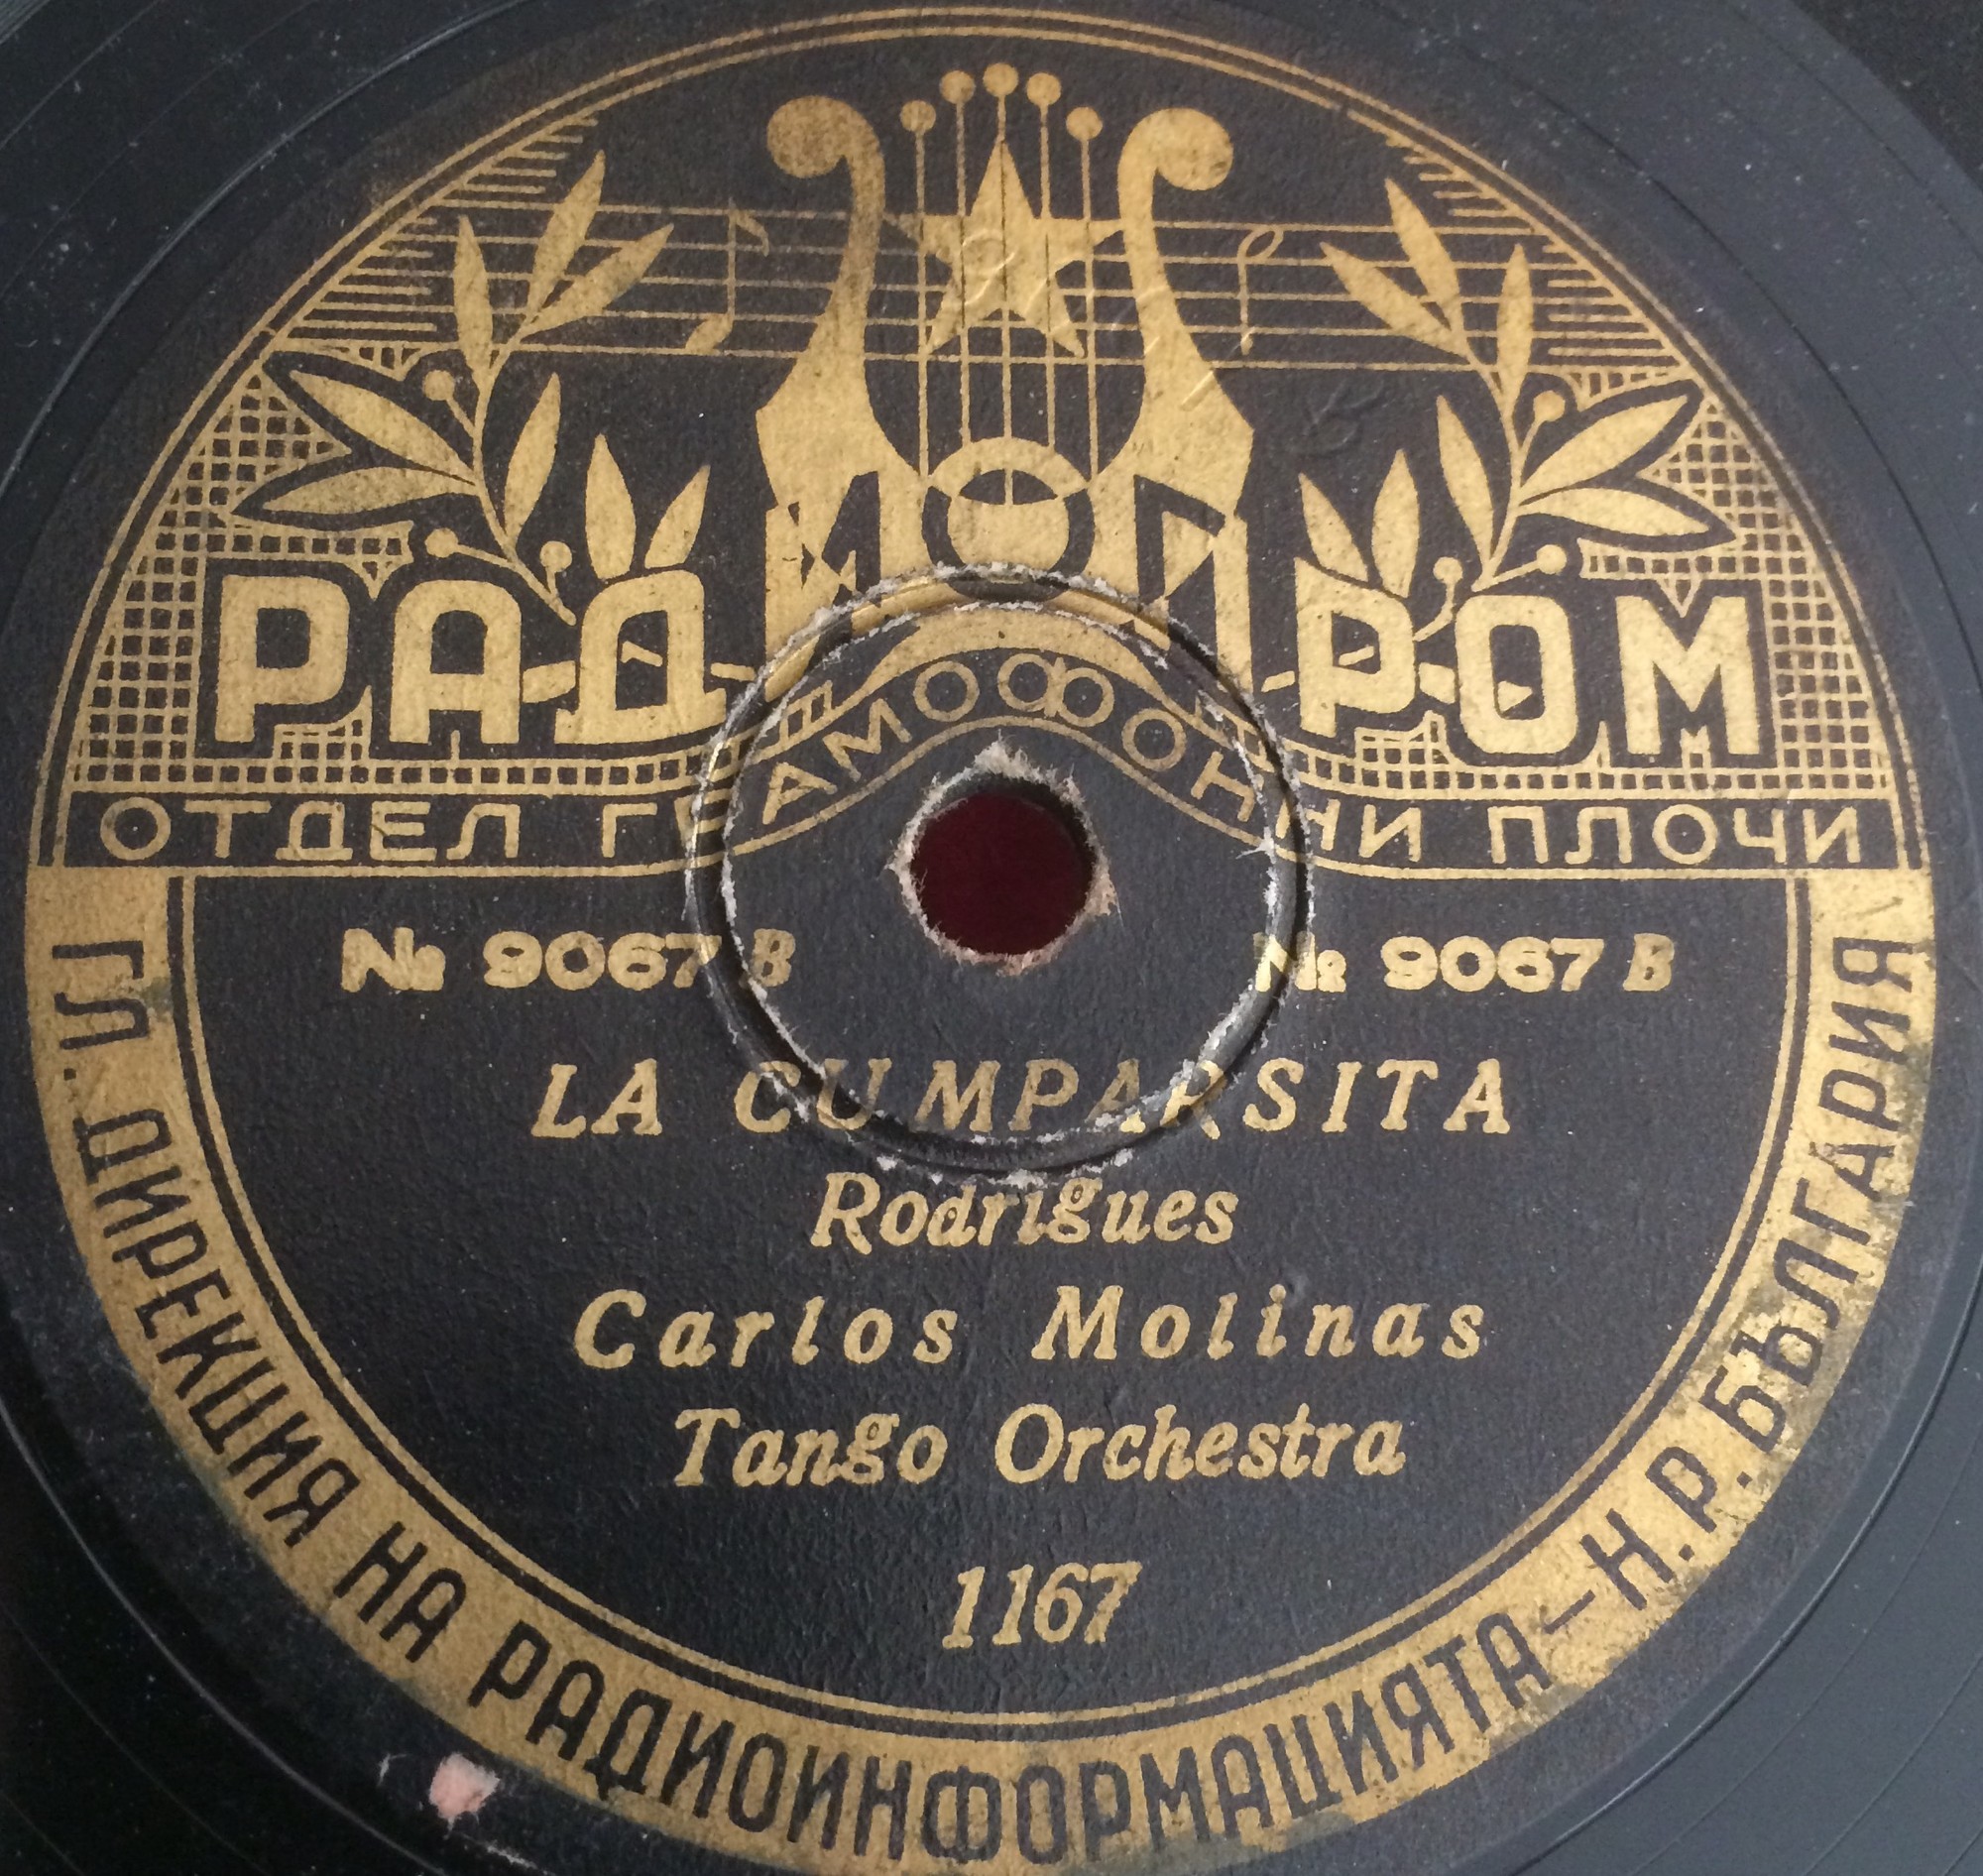 РАДИОПРОМ
ОТДЕЛ ГРАМОФОННИ ПЛОЧИ
№ 9067 B № 9067 B
LA CUMPARSITA
Rodrigues
Carlos Molinas
Tango Orchestra
1167
ГЛ. ДИРЕКЦИЯ НА РАДИОИНФОРМАЦИЯТА – Н. Р. БЪЛГАРИЯ